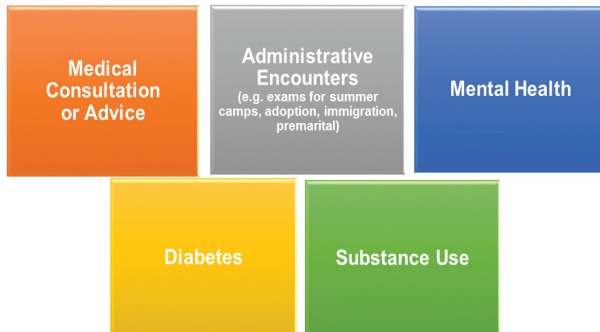 Medical
Consultation
or Advice
Administrative
Encounters
(e.g. exams for summer
camps, adoption, immigration,
premarital)
Mental Health
Diabetes
Substance Use